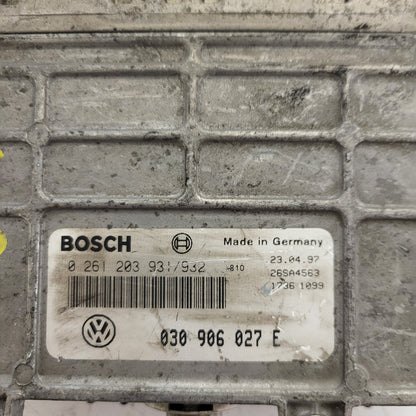 BOSCH Made in Germany
0 261 203 931/932 -810 23.04.97
26SA4563
1736 1099
030 906 027 E